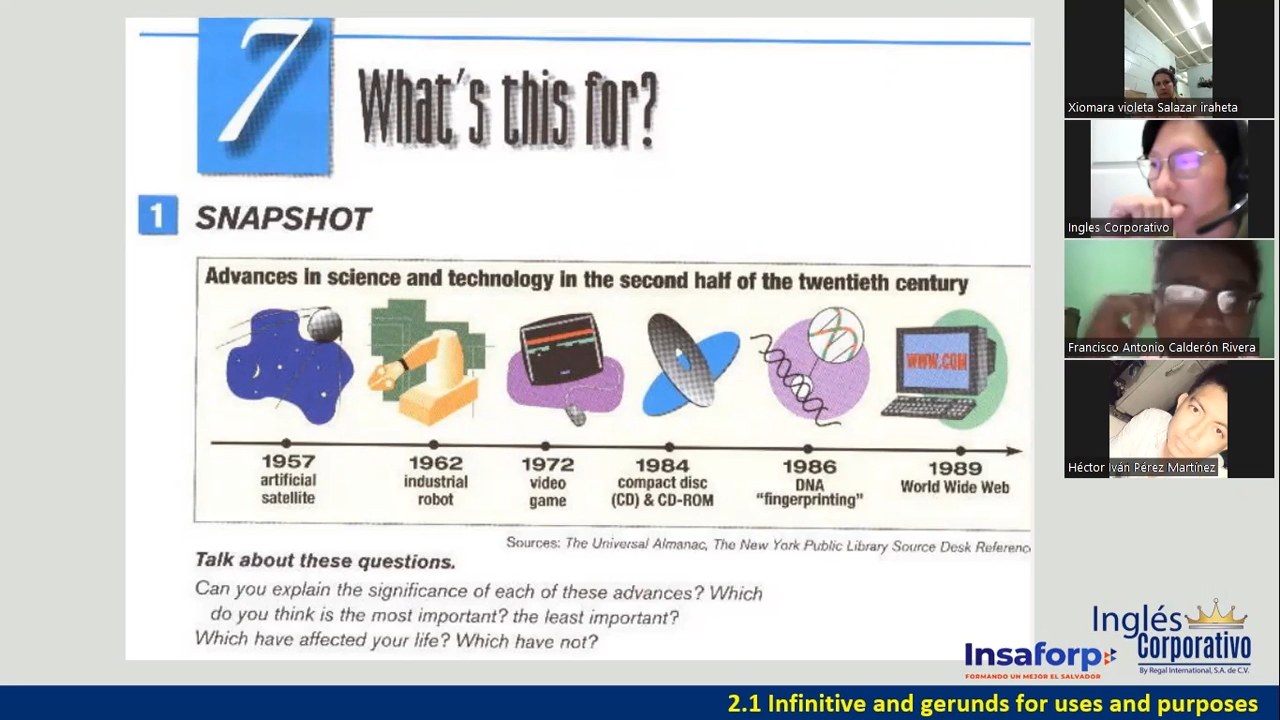 7
What's this for?
1 SNAPSHOT
Advances in science and technology in the second half of the twentieth century
WWW.COM
1957
artificial
satellite
1962
industrial
robot
1972
video
game
1984
compact disc
(CD) & CD-ROM
1986
DNA
"fingerprinting"
1989
World Wide Web
Sources: The Universal Almanac, The New York Public Library Source Desk Referenc
Talk about these questions.
Can you explain the significance of each of these advances? Which
do you think is the most important? the least important?
Which have affected your life? Which have not?
Xiomara violeta Salazar iraheta
Ingles Corporativo
Francisco Antonio Calderón Rivera
Héctor Iván Pérez Martínez
Insaforp
FORMANDO UN MEJOR EL SALVADOR
Inglés
Corporativo
By Regal International, S.A. de C.V.
2.1 Infinitive and gerunds for uses and purposes